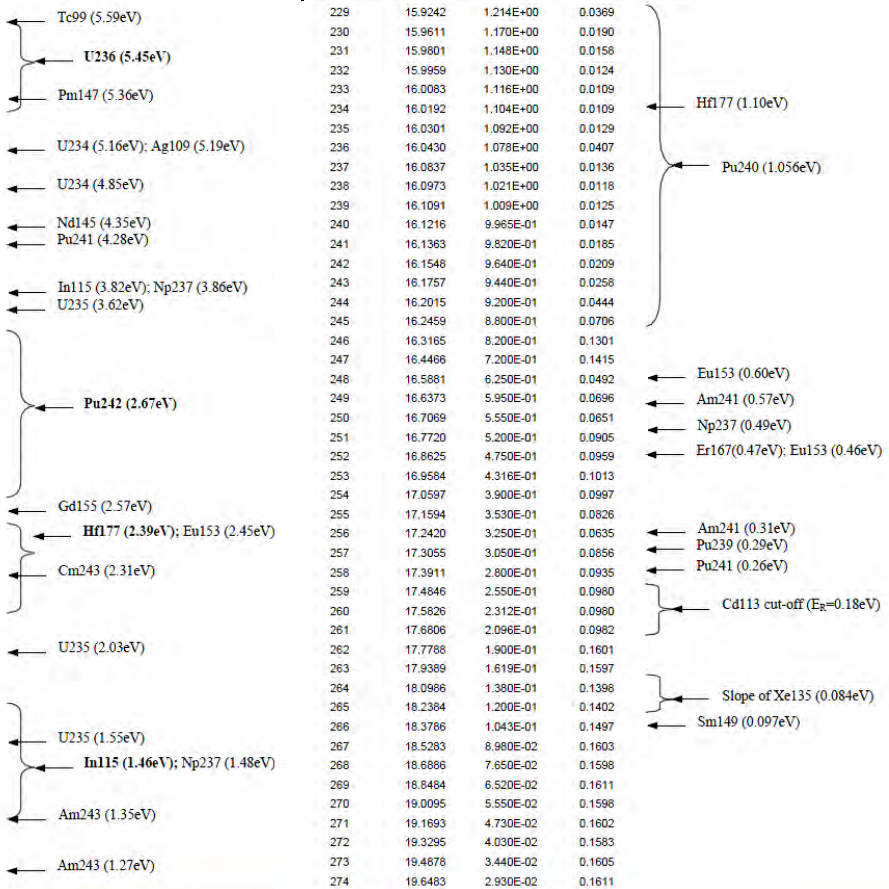 Tc99 (5.59eV)
U236 (5.45eV)
Pm147 (5.36eV)
U234 (5.16eV); Ag109 (5.19eV)
U234 (4.85eV)
Nd145 (4.35eV)
Pu241 (4.28eV)
In115 (3.82eV); Np237 (3.86eV)
U235 (3.62eV)
Pu242 (2.67eV)
Gd155 (2.57eV)
Hf177 (2.39eV); Eu153 (2.45eV)
Cm243 (2.31eV)
U235 (2.03eV)
U235 (1.55eV)
In115 (1.46eV); Np237 (1.48eV)
Am243 (1.35eV)
Am243 (1.27eV)
229 15.9242 1.214E+00 0.0369
230 15.9611 1.170E+00 0.0190
231 15.9801 1.148E+00 0.0158
232 15.9959 1.130E+00 0.0124
233 16.0083 1.116E+00 0.0109
234 16.0192 1.104E+00 0.0109
235 16.0301 1.092E+00 0.0129
236 16.0430 1.078E+00 0.0407
237 16.0837 1.035E+00 0.0136
238 16.0973 1.021E+00 0.0118
239 16.1091 1.009E+00 0.0125
240 16.1216 9.965E-01 0.0147
241 16.1363 9.820E-01 0.0185
242 16.1548 9.640E-01 0.0209
243 16.1757 9.440E-01 0.0258
244 16.2015 9.200E-01 0.0444
245 16.2459 8.800E-01 0.0706
246 16.3165 8.200E-01 0.1301
247 16.4466 7.200E-01 0.1415
248 16.5881 6.250E-01 0.0492
249 16.6373 5.950E-01 0.0696
250 16.7069 5.550E-01 0.0651
251 16.7720 5.200E-01 0.0905
252 16.8625 4.750E-01 0.0959
253 16.9584 4.316E-01 0.1013
254 17.0597 3.900E-01 0.0997
255 17.1594 3.530E-01 0.0826
256 17.2420 3.250E-01 0.0635
257 17.3055 3.050E-01 0.0856
258 17.3911 2.800E-01 0.0935
259 17.4846 2.550E-01 0.0980
260 17.5826 2.312E-01 0.0980
261 17.6806 2.096E-01 0.0982
262 17.7788 1.900E-01 0.1601
263 17.9389 1.619E-01 0.1597
264 18.0986 1.380E-01 0.1398
265 18.2384 1.200E-01 0.1402
266 18.3786 1.043E-01 0.1497
267 18.5283 8.980E-02 0.1603
268 18.6886 7.650E-02 0.1598
269 18.8484 6.520E-02 0.1611
270 19.0095 5.550E-02 0.1598
271 19.1693 4.730E-02 0.1602
272 19.3295 4.030E-02 0.1583
273 19.4878 3.440E-02 0.1605
274 19.6483 2.930E-02 0.1611
Hf177 (1.10eV)
Pu240 (1.056eV)
Eu153 (0.60eV)
Am241 (0.57eV)
Np237 (0.49eV)
Er167(0.47eV); Eu153 (0.46eV)
Am241 (0.31eV)
Pu239 (0.29eV)
Pu241 (0.26eV)
Cd113 cut-off (ER=0.18eV)
Slope of Xe135 (0.084eV)
Sm149 (0.097eV)